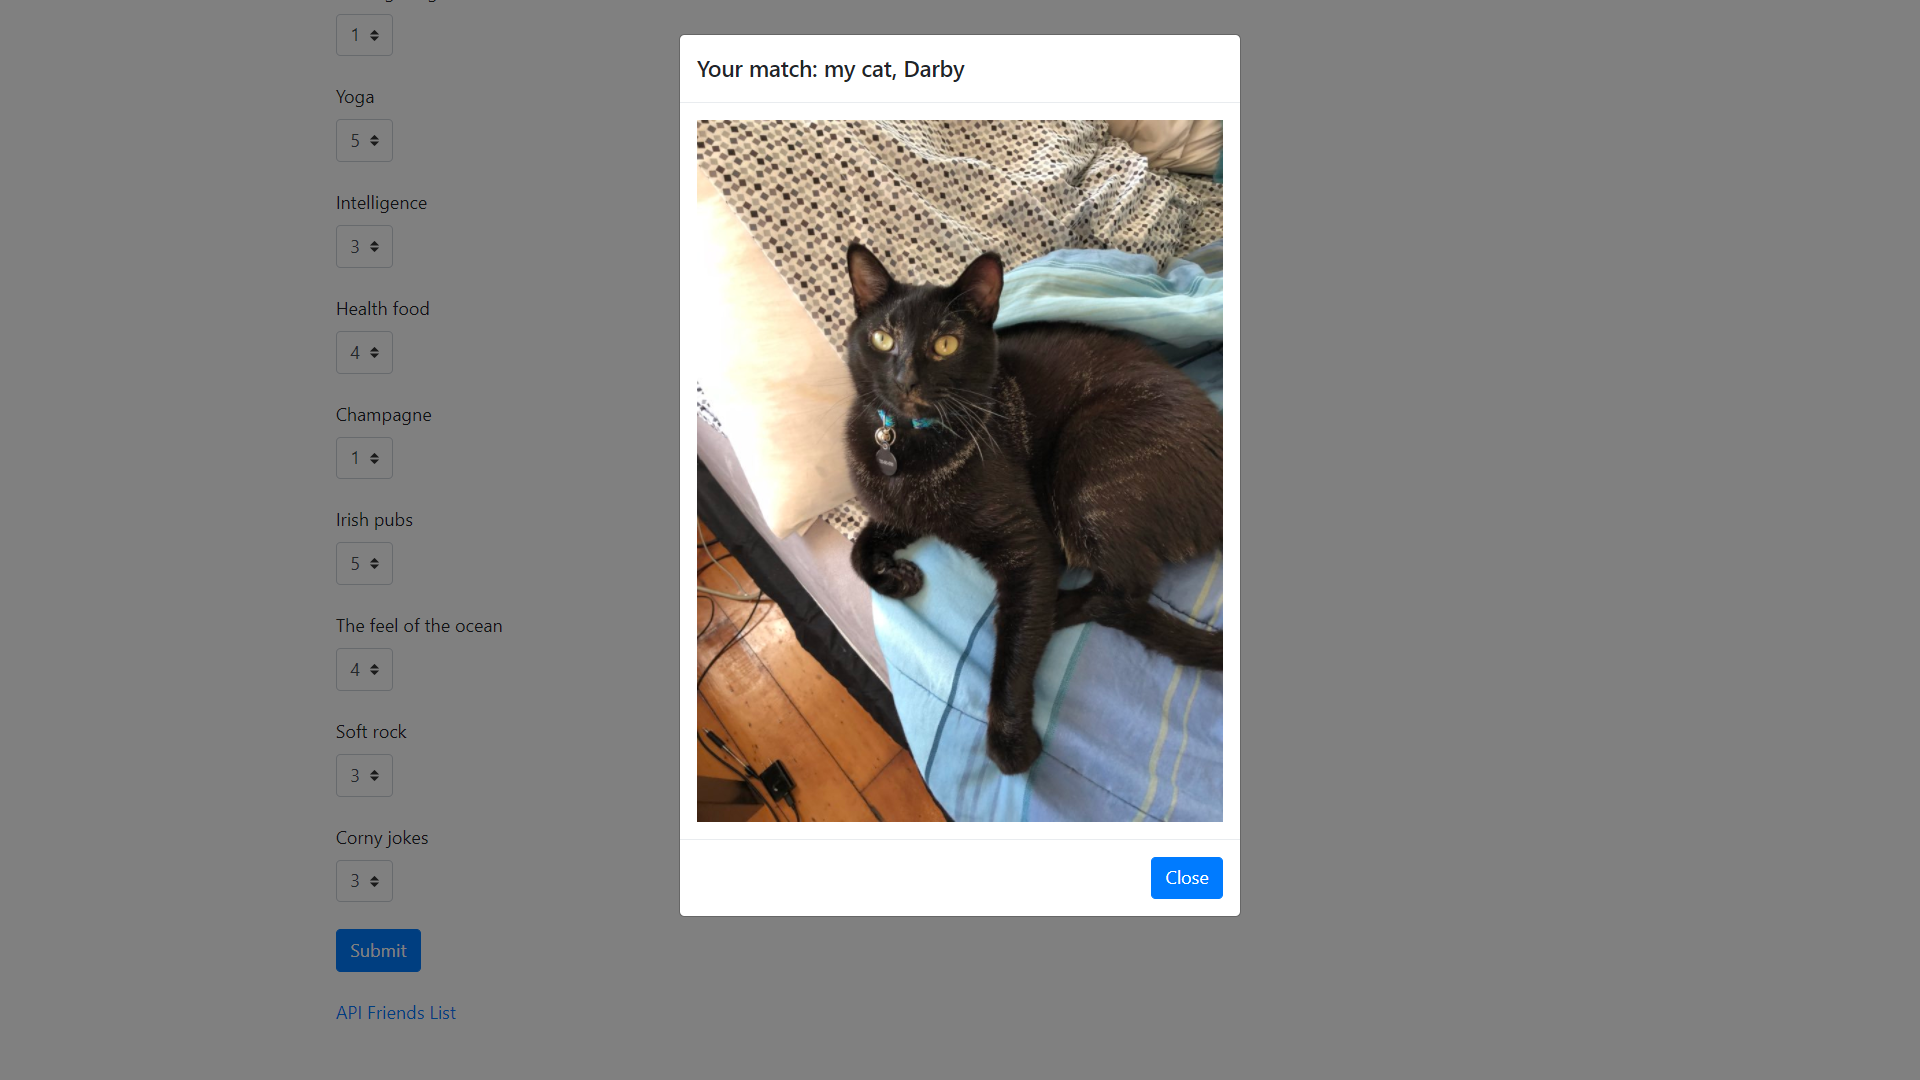 1
Yoga
5
Intelligence
3
Health food
4
Champagne
1
Irish pubs
5
The feel of the ocean
4
Soft rock
3
Corny jokes
3
Submit
API Friends List
Your match: my cat, Darby
Close